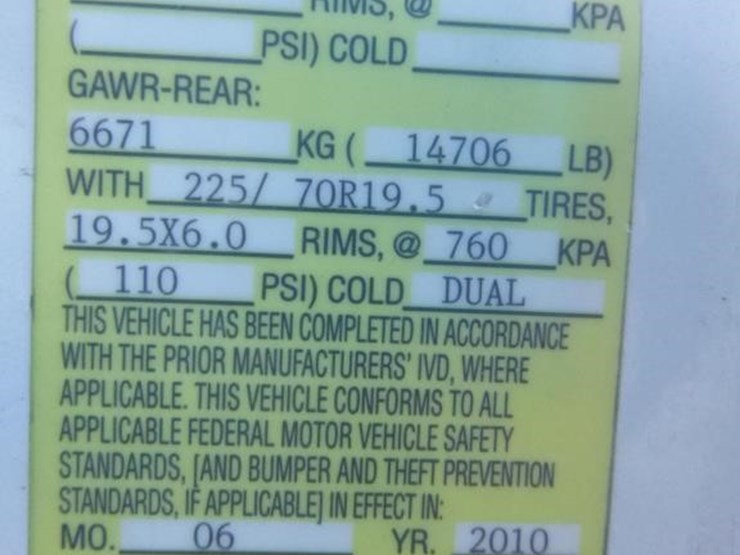 RIMS, @ KPA
( PSI) COLD
GAWR-REAR:
6671 KG ( 14706 LB)
WITH 225/ 70R19.5 TIRES,
19.5X6.0 RIMS, @ 760 KPA
( 110 PSI) COLD DUAL
THIS VEHICLE HAS BEEN COMPLETED IN ACCORDANCE
WITH THE PRIOR MANUFACTURERS' IVD, WHERE
APPLICABLE. THIS VEHICLE CONFORMS TO ALL
APPLICABLE FEDERAL MOTOR VEHICLE SAFETY
STANDARDS, [AND BUMPER AND THEFT PREVENTION
STANDARDS, IF APPLICABLE] IN EFFECT IN:
MO. 06 YR. 2010